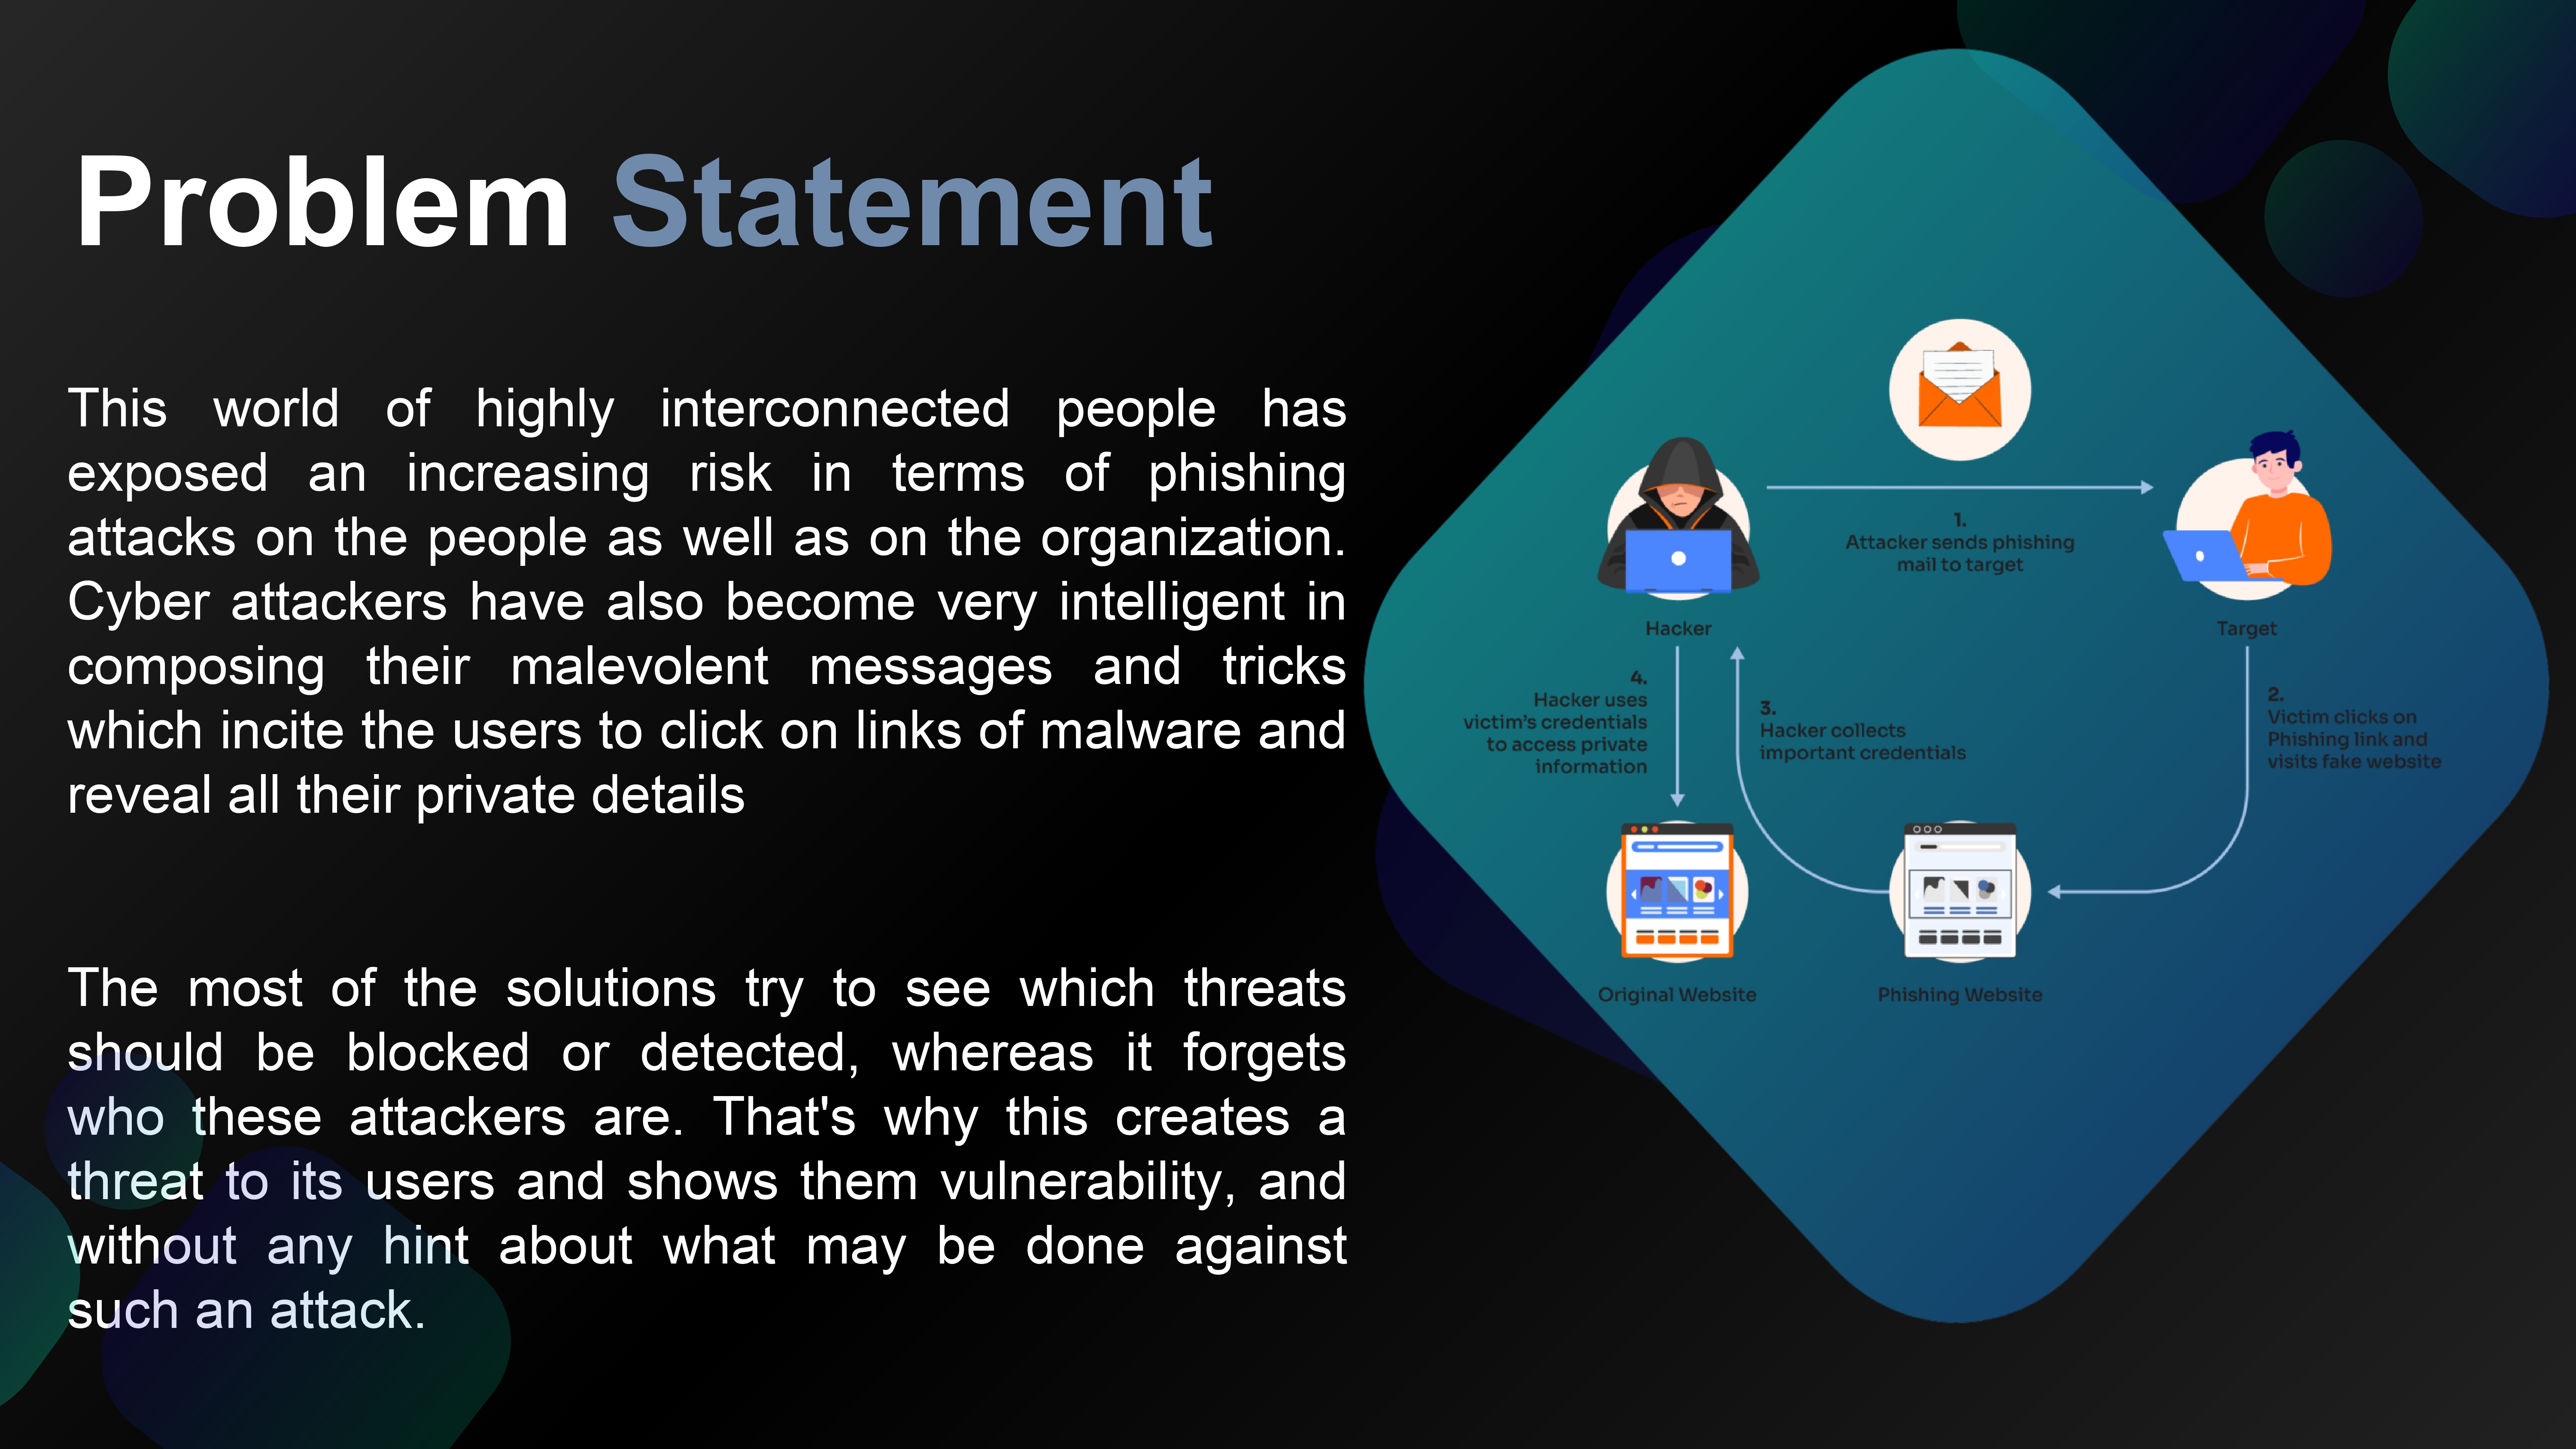 Problem Statement
This world of highly interconnected people has
exposed an increasing risk in terms of phishing
attacks on the people as well as on the organization.
Cyber attackers have also become very intelligent in
composing their malevolent messages and tricks
which incite the users to click on links of malware and
reveal all their private details
The most of the solutions try to see which threats
should be blocked or detected, whereas it forgets
who these attackers are. That's why this creates a
threat to its users and shows them vulnerability, and
without any hint about what may be done against
such an attack.
1.
Attacker sends phishing
mail to target
Hacker
Target
4.
Hacker uses
victim's credentials
to access private
information
3.
Hacker collects
important credentials
2.
Victim clicks on
Phishing link and
visits fake website
Original Website
Phishing Website